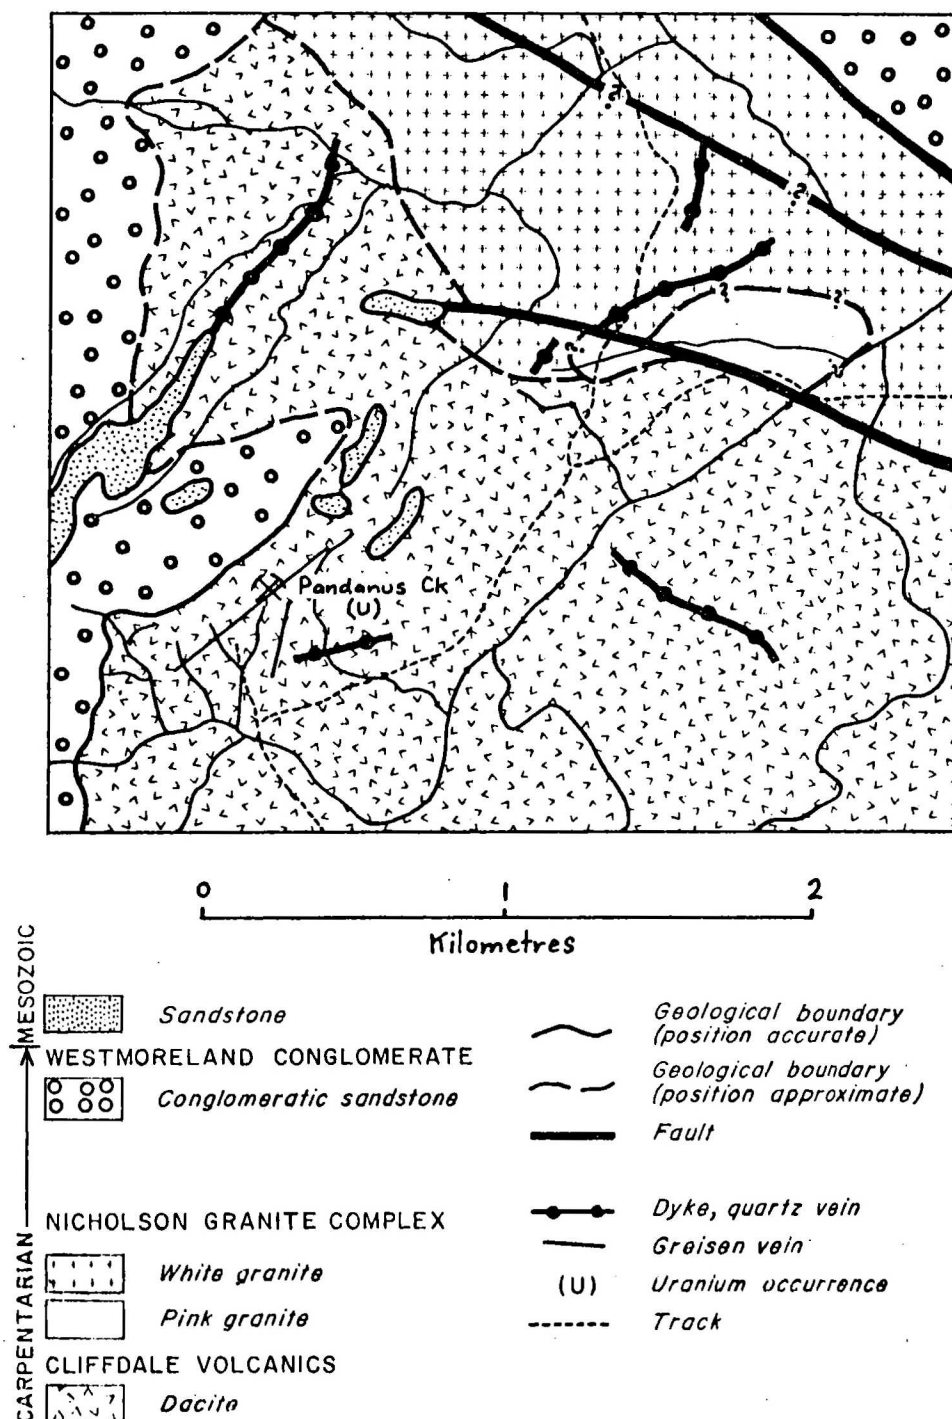 ?
?
?
?
?
Pandanus Ck
(U)
0 1 2
Kilometres
MESOZOIC
CARPENTARIAN
Sandstone
WESTMORELAND CONGLOMERATE
Conglomeratic sandstone
NICHOLSON GRANITE COMPLEX
White granite
Pink granite
CLIFFDALE VOLCANICS
Dacite
Geological boundary
(position accurate)
Geological boundary
(position approximate)
Fault
Dyke, quartz vein
Greisen vein
(U) Uranium occurrence
Track